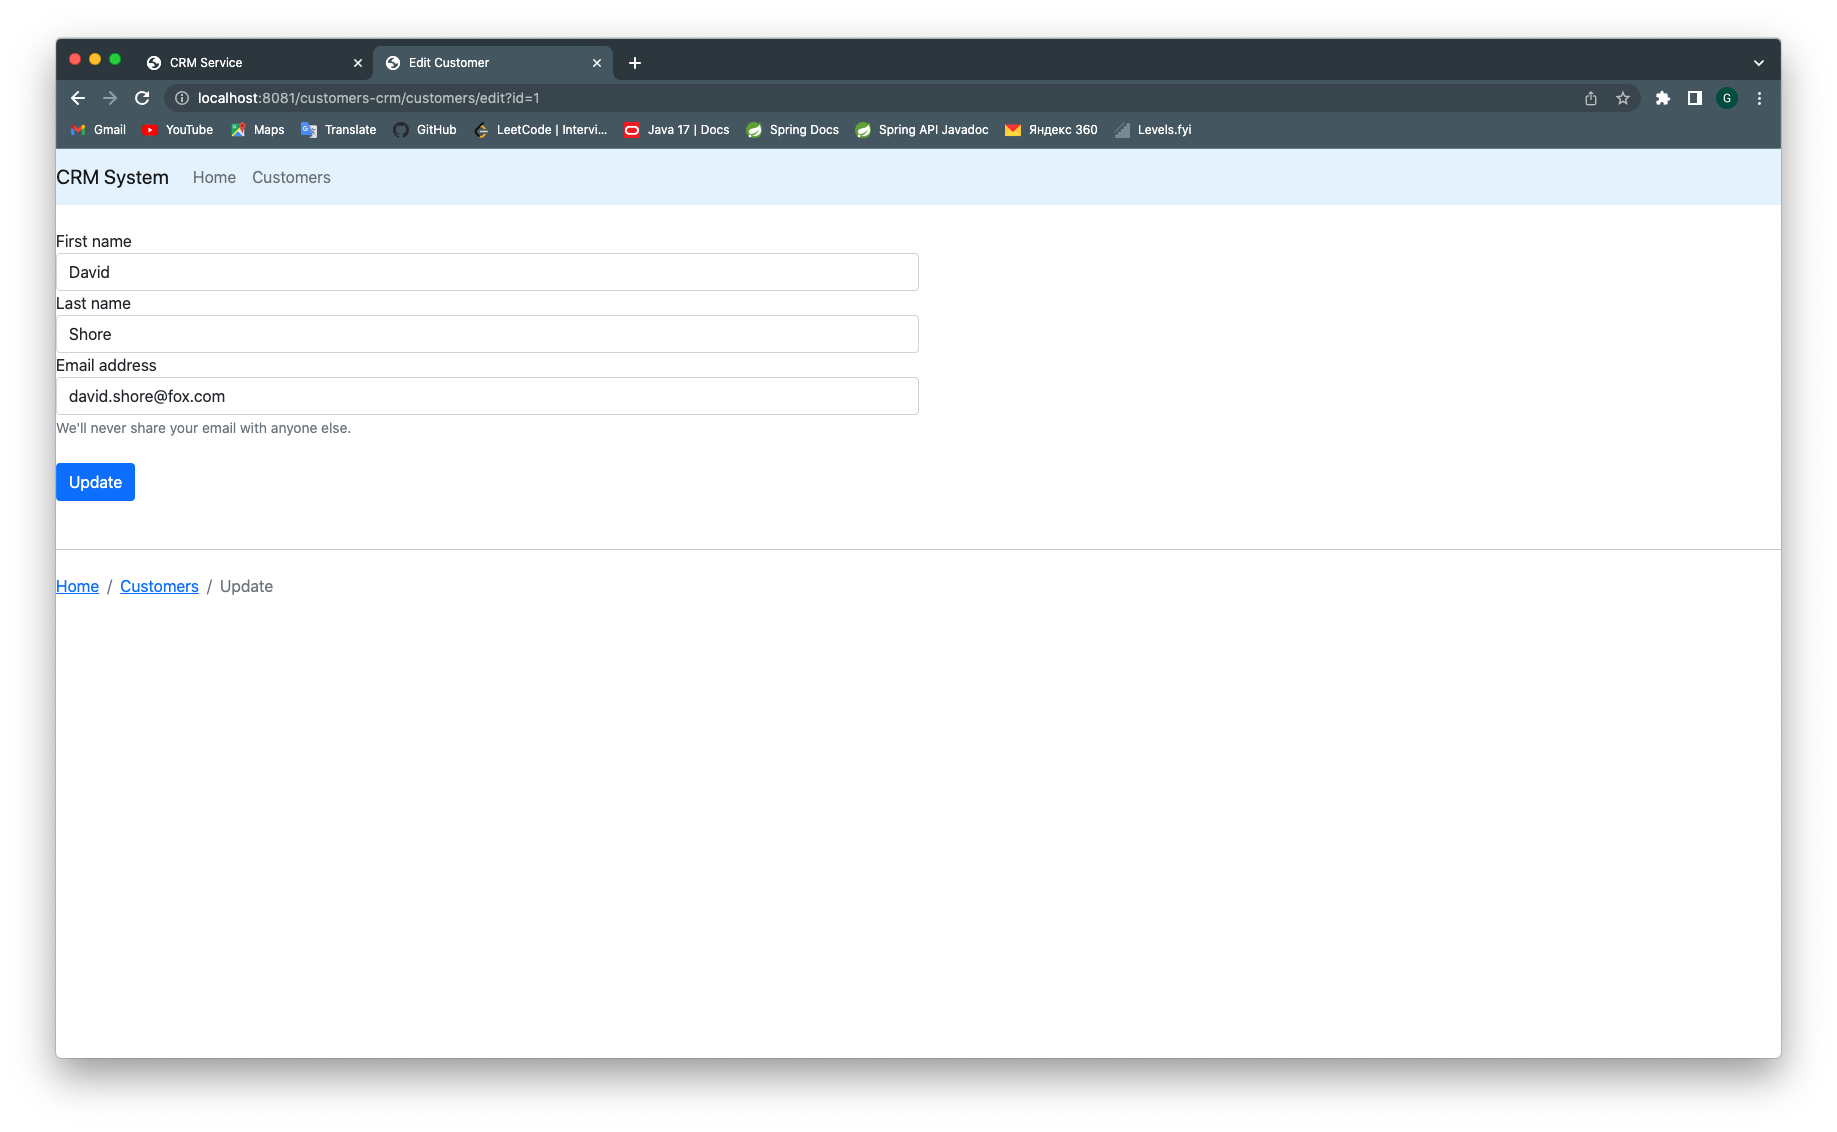 CRM Service
Edit Customer
localhost:8081/customers-crm/customers/edit?id=1
G
Gmail YouTube Maps Translate GitHub LeetCode | Intervi... Java 17 | Docs Spring Docs Spring API Javadoc Яндекс 360 Levels.fyi
CRM System Home Customers
First name
David
Last name
Shore
Email address
david.shore@fox.com
We'll never share your email with anyone else.
Update
Home / Customers / Update